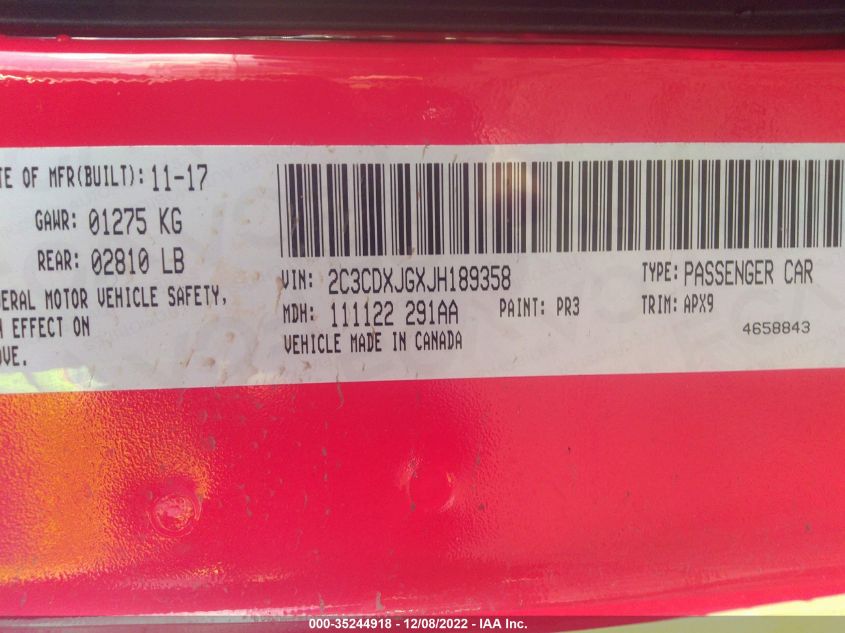 TE OF MFR(BUILT): 11-17
GAWR: 01275 KG
REAR: 02810 LB
ERAL MOTOR VEHICLE SAFETY,
EFFECT ON
OVE.
VIN: 2C3CDXJGXJH189358
TYPE: PASSENGER CAR
MDH: 111122 291AA
PAINT: PR3
TRIM: APX9
VEHICLE MADE IN CANADA
4658843
000-35244918 - 12/08/2022 - IAA Inc.